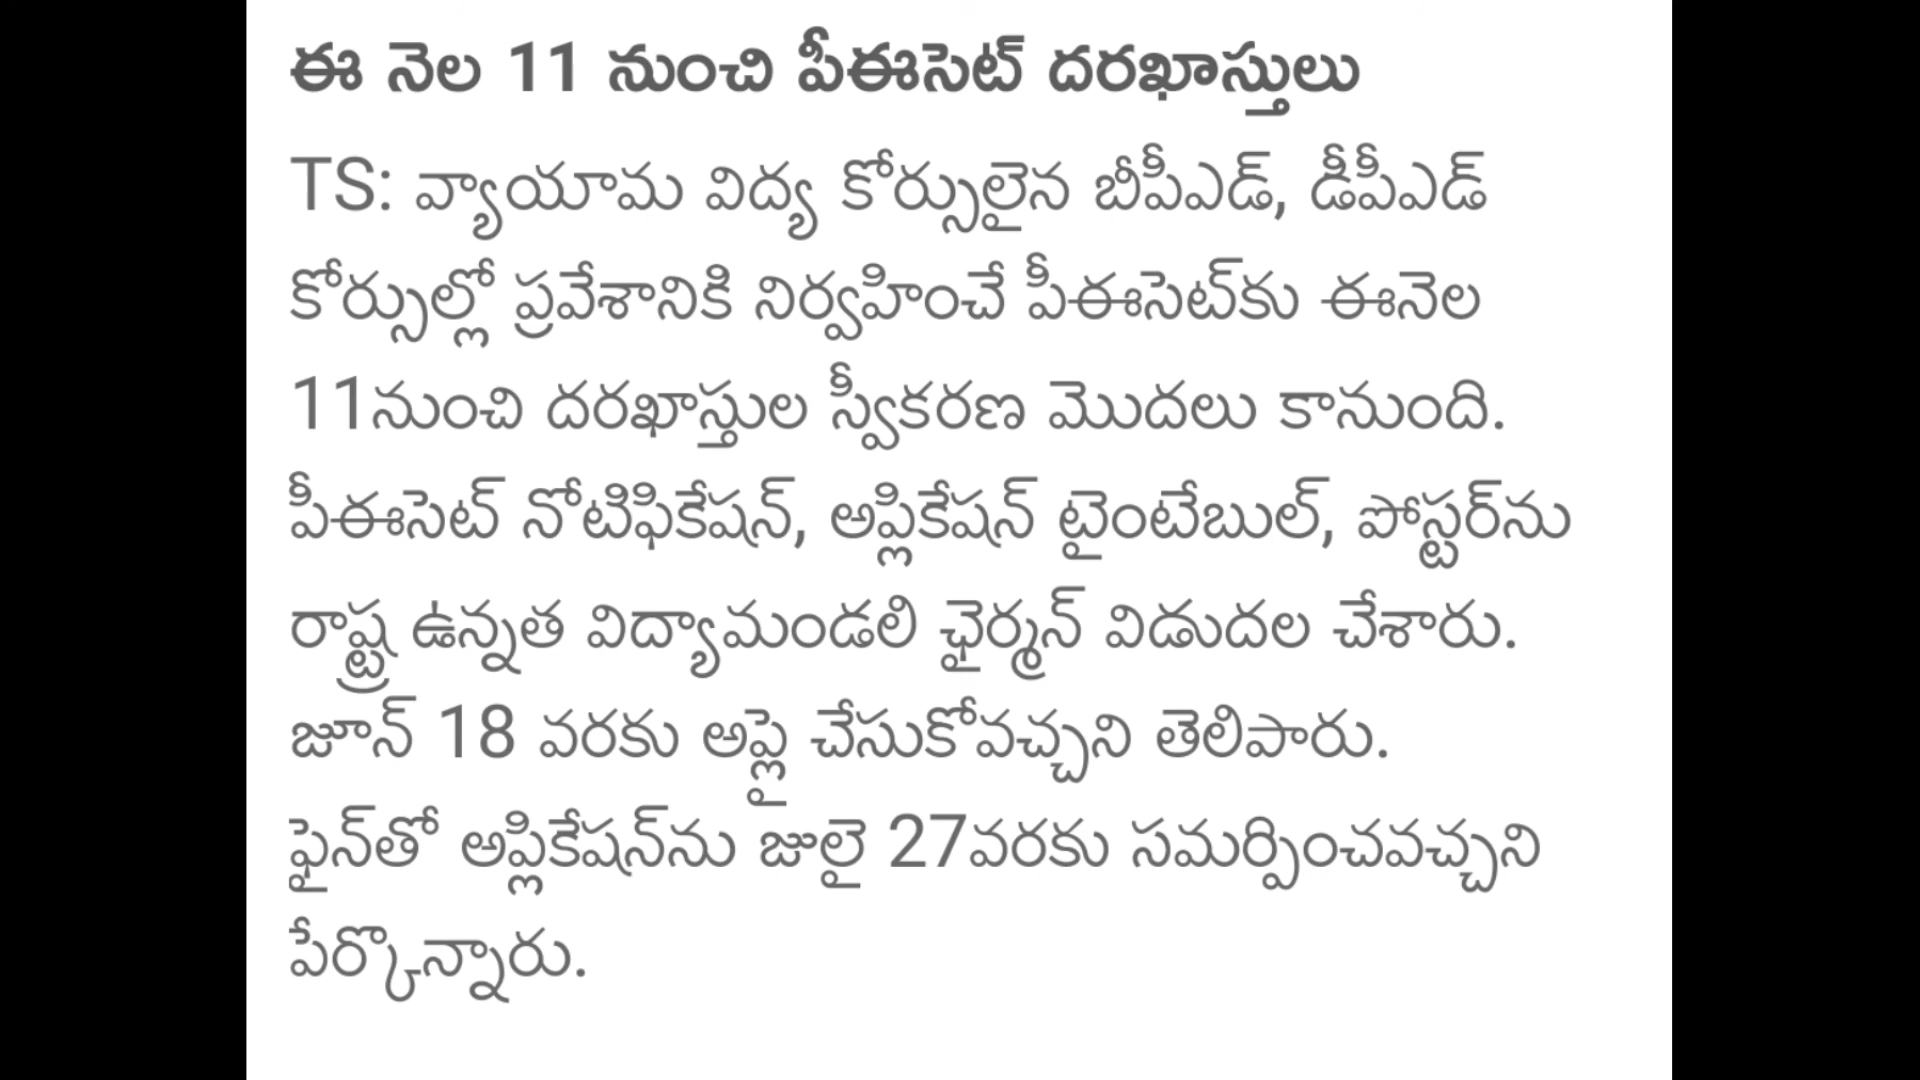 ఈ నెల 11 నుంచి పీఈసెట్ దరఖాస్తులు
TS: వ్యాయామ విద్య కోర్సులైన బీపీఎడ్, డీపీఎడ్
కోర్సుల్లో ప్రవేశానికి నిర్వహించే పీఈసెట్‌కు ఈనెల
11నుంచి దరఖాస్తుల స్వీకరణ మొదలు కానుంది.
పీఈసెట్ నోటిఫికేషన్, అప్లికేషన్ టైంటేబుల్, పోస్టర్‌ను
రాష్ట్ర ఉన్నత విద్యామండలి ఛైర్మన్ విడుదల చేశారు.
జూన్ 18 వరకు అప్లై చేసుకోవచ్చని తెలిపారు.
ఫైన్‌తో అప్లికేషన్‌ను జులై 27వరకు సమర్పించవచ్చని
పేర్కొన్నారు.